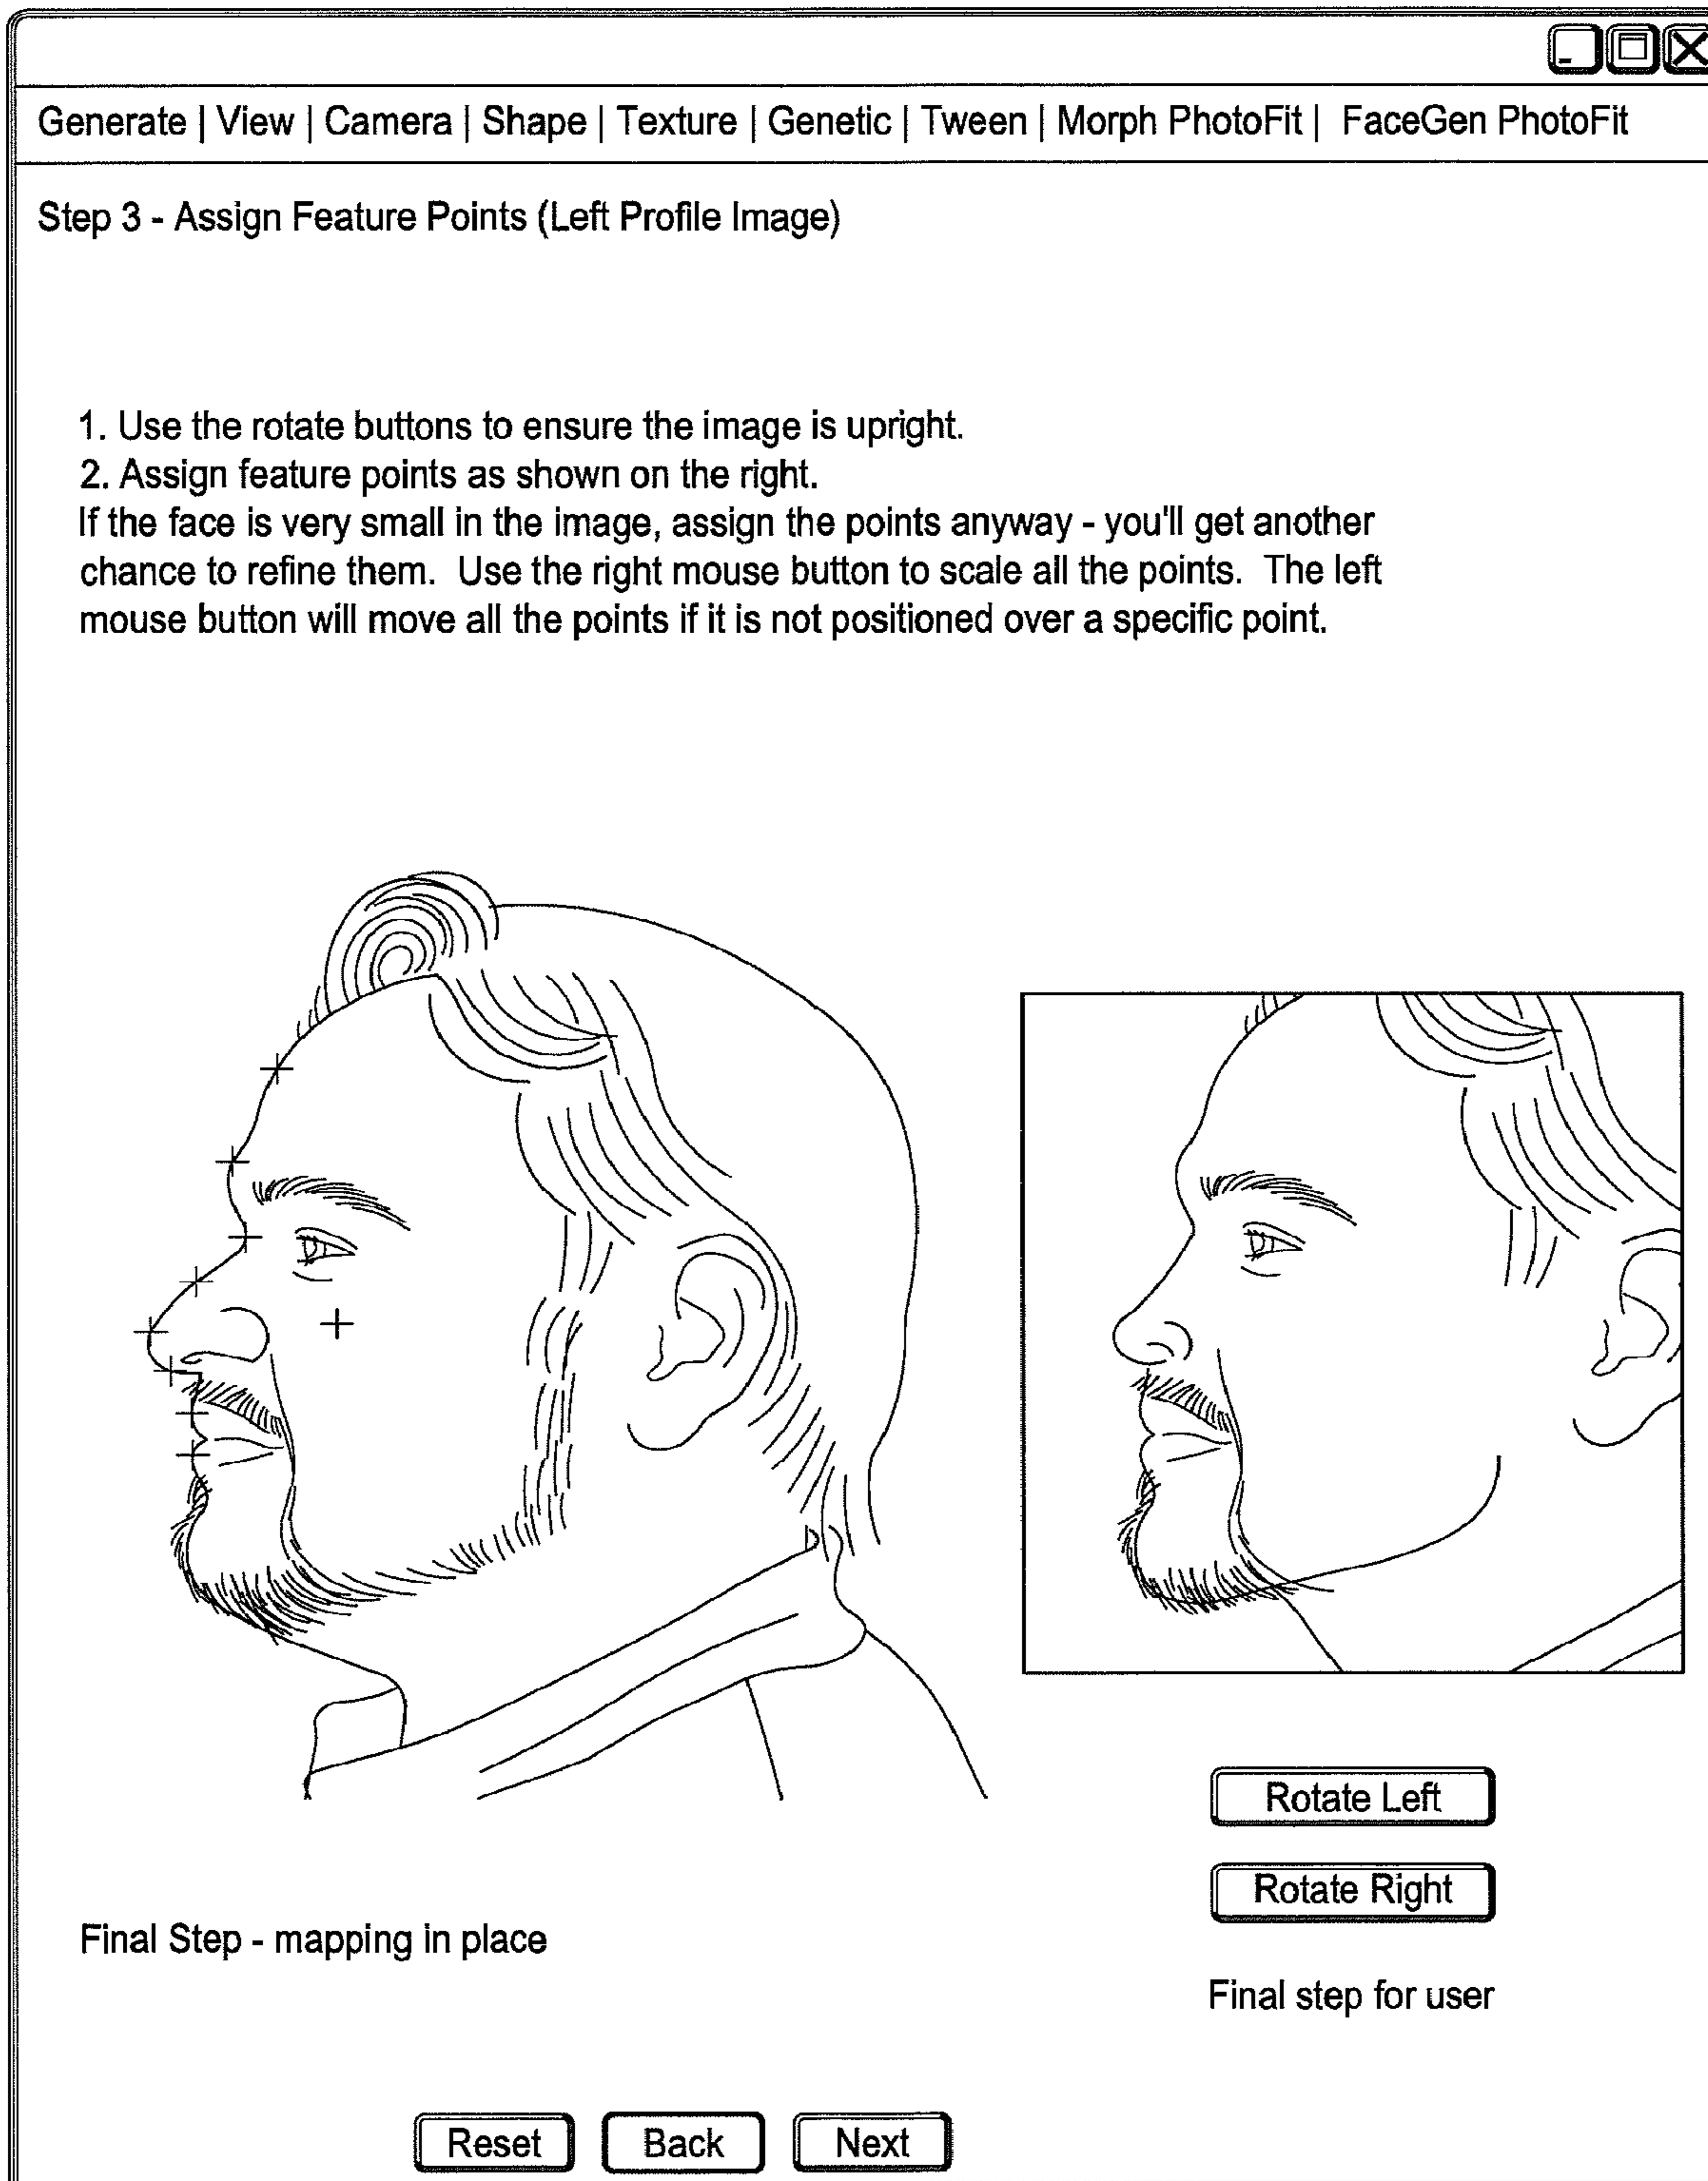 Generate | View | Camera | Shape | Texture | Genetic | Tween | Morph PhotoFit | FaceGen PhotoFit
Step 3 - Assign Feature Points (Left Profile Image)
1. Use the rotate buttons to ensure the image is upright.
2. Assign feature points as shown on the right.
If the face is very small in the image, assign the points anyway - you'll get another
chance to refine them.  Use the right mouse button to scale all the points.  The left
mouse button will move all the points if it is not positioned over a specific point.
Rotate Left
Rotate Right
Final Step - mapping in place
Final step for user
Reset
Back
Next